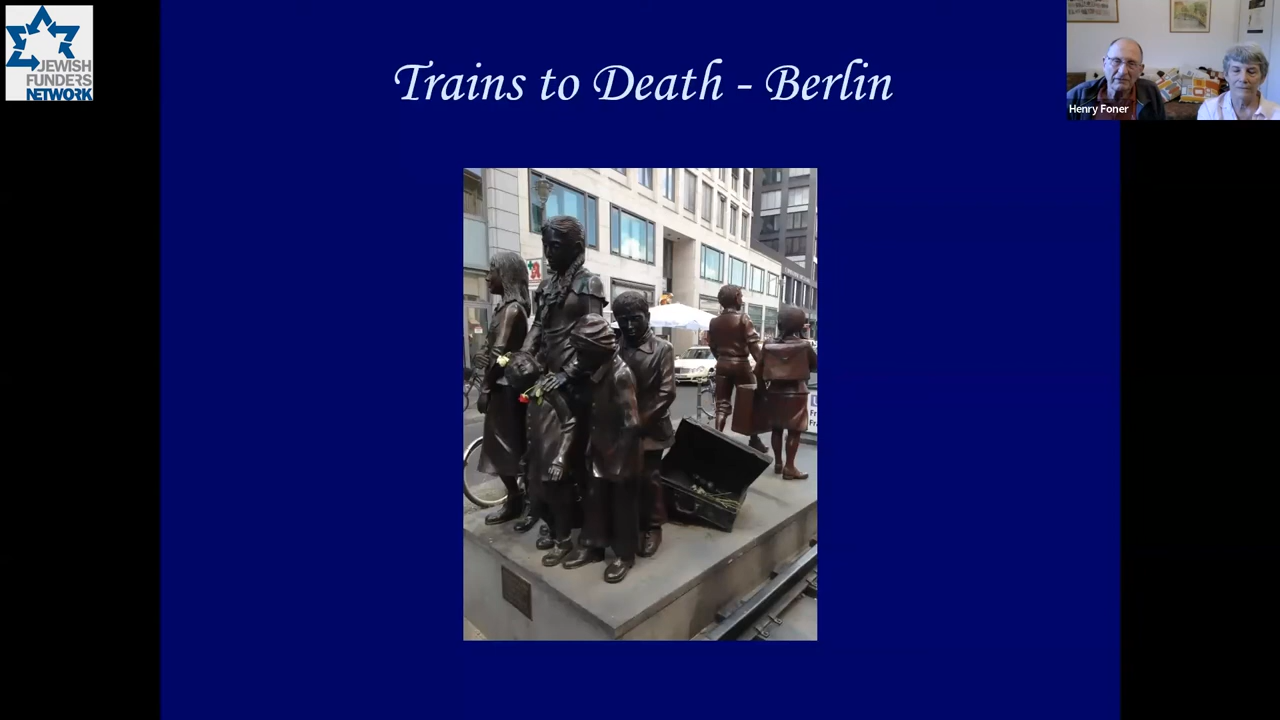 JEWISH
FUNDERS
NETWORK
Trains to Death - Berlin
Henry Foner